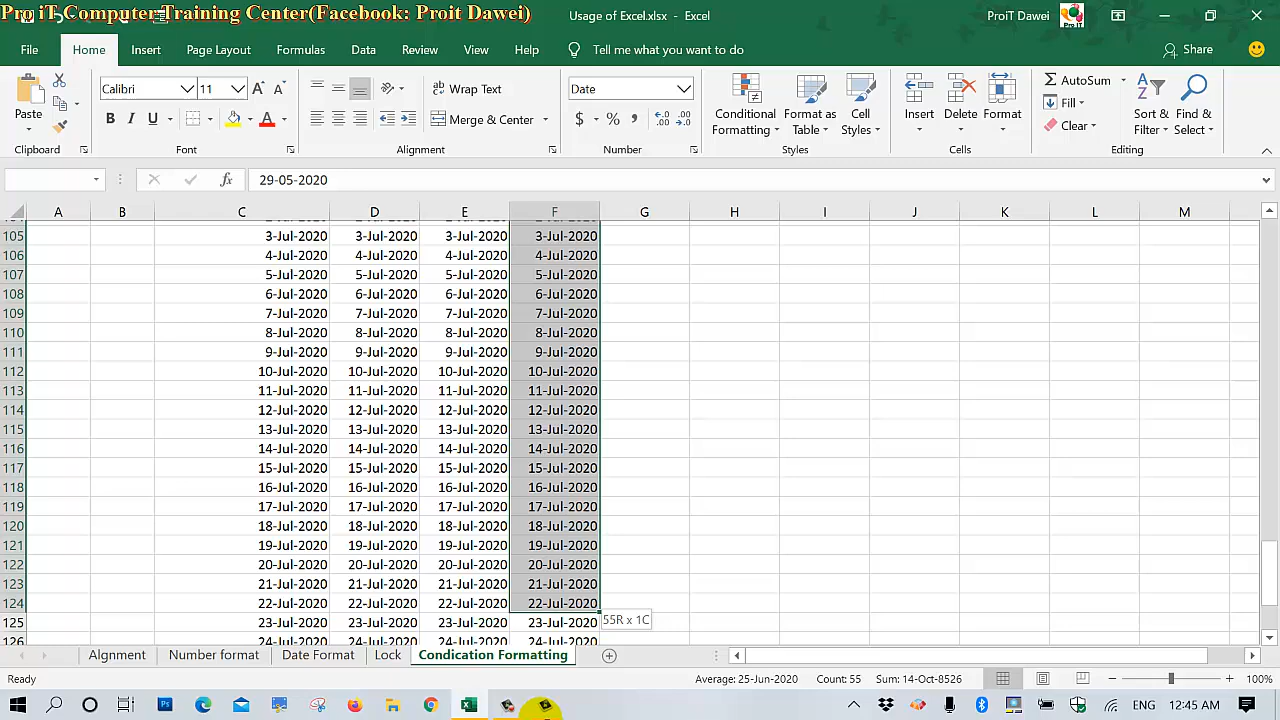 Pro iT Computer Training Center(Facebook: Proit Dawei)
Usage of Excel.xlsx - Excel
ProiT Dawei
Pro iT
File Home Insert Page Layout Formulas Data Review View Help Tell me what you want to do Share
Calibri 11 Wrap Text Date AutoSum
Paste Merge & Center Conditional Formatting Format as Table Cell Styles Insert Delete Format Fill Clear Sort & Filter Find & Select
Clipboard Font Alignment Number Styles Cells Editing
fx 29-05-2020
A B C D E F G H I J K L M
105 3-Jul-2020 3-Jul-2020 3-Jul-2020 3-Jul-2020
106 4-Jul-2020 4-Jul-2020 4-Jul-2020 4-Jul-2020
107 5-Jul-2020 5-Jul-2020 5-Jul-2020 5-Jul-2020
108 6-Jul-2020 6-Jul-2020 6-Jul-2020 6-Jul-2020
109 7-Jul-2020 7-Jul-2020 7-Jul-2020 7-Jul-2020
110 8-Jul-2020 8-Jul-2020 8-Jul-2020 8-Jul-2020
111 9-Jul-2020 9-Jul-2020 9-Jul-2020 9-Jul-2020
112 10-Jul-2020 10-Jul-2020 10-Jul-2020 10-Jul-2020
113 11-Jul-2020 11-Jul-2020 11-Jul-2020 11-Jul-2020
114 12-Jul-2020 12-Jul-2020 12-Jul-2020 12-Jul-2020
115 13-Jul-2020 13-Jul-2020 13-Jul-2020 13-Jul-2020
116 14-Jul-2020 14-Jul-2020 14-Jul-2020 14-Jul-2020
117 15-Jul-2020 15-Jul-2020 15-Jul-2020 15-Jul-2020
118 16-Jul-2020 16-Jul-2020 16-Jul-2020 16-Jul-2020
119 17-Jul-2020 17-Jul-2020 17-Jul-2020 17-Jul-2020
120 18-Jul-2020 18-Jul-2020 18-Jul-2020 18-Jul-2020
121 19-Jul-2020 19-Jul-2020 19-Jul-2020 19-Jul-2020
122 20-Jul-2020 20-Jul-2020 20-Jul-2020 20-Jul-2020
123 21-Jul-2020 21-Jul-2020 21-Jul-2020 21-Jul-2020
124 22-Jul-2020 22-Jul-2020 22-Jul-2020 22-Jul-2020
55R x 1C
125 23-Jul-2020 23-Jul-2020 23-Jul-2020 23-Jul-2020
126 24-Jul-2020 24-Jul-2020 24-Jul-2020 24-Jul-2020
Algnment Number format Date Format Lock Condication Formatting
Ready Average: 25-Jun-2020 Count: 55 Sum: 14-Oct-8526 100%
ENG 12:45 AM